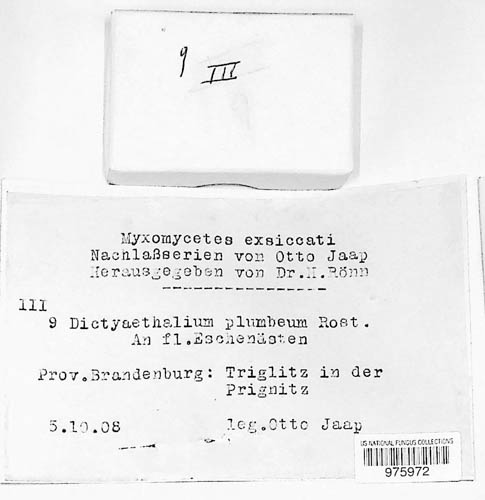 9 III
Myxomycetes exsiccati
Nachlaßserien von Otto Jaap
Herausgegeben von Dr.H.Rönn
III
9 Dictyaethalium plumbeum Rost.
An fl.Eschenästen
Prov.Brandenburg: Triglitz in der
Prignitz
5.10.08 leg.Otto Jaap
US NATIONAL FUNGUS COLLECTIONS
975972